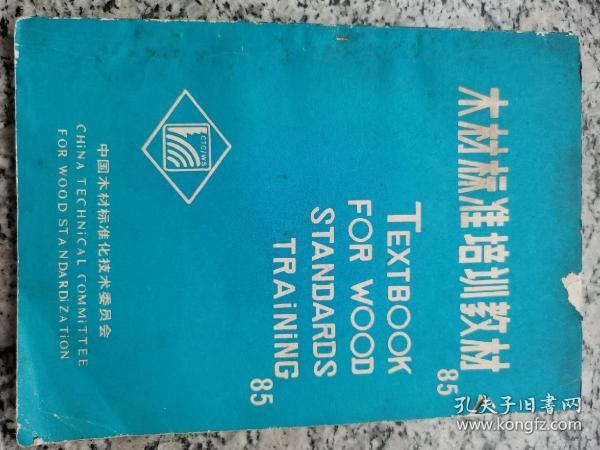 木材标准培训教材
85
TEXTBOOK
FOR WOOD
STANDARDS
TRAiNiNG
85
CTC/WS
中国木材标准化技术委员会
CHiNA TECHNiCAL COMMiTTEE
FOR WOOD STANDARDiZATiON
孔夫子旧书网
www.kongfz.com